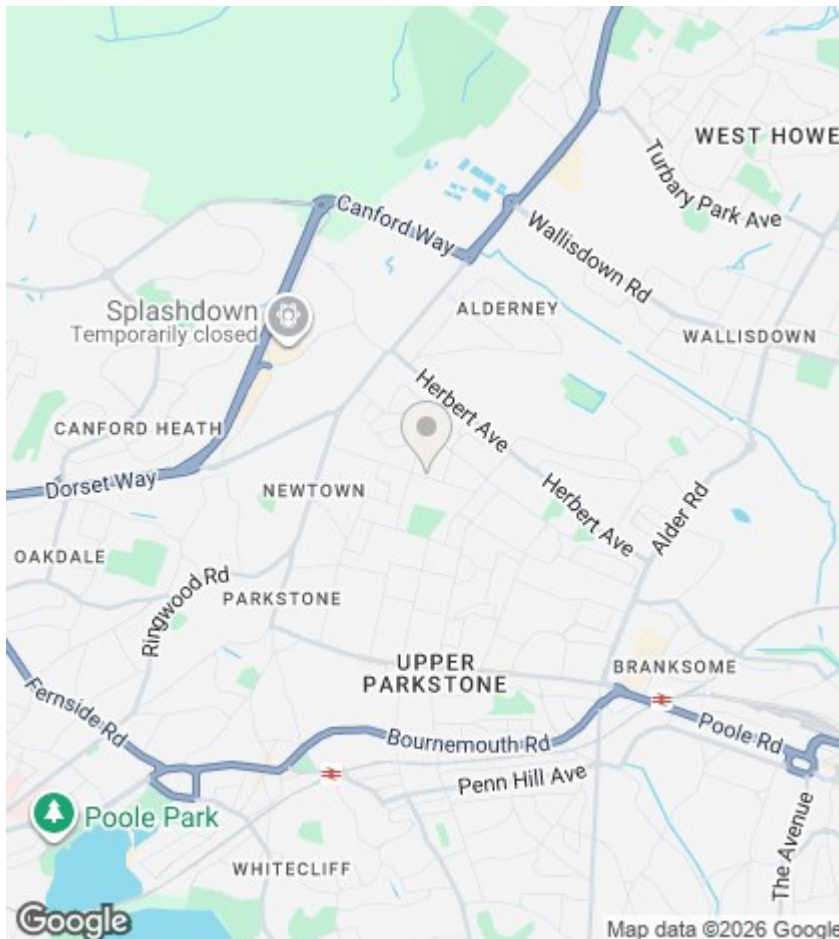 WEST HOWE
Turbary Park Ave
Canford Way
Wallisdown Rd
Splashdown
Temporarily closed
ALDERNEY
WALLISDOWN
Herbert Ave
CANFORD HEATH
Dorset Way
NEWTOWN
Herbert Ave
Alder Rd
OAKDALE
Ringwood Rd
PARKSTONE
UPPER
PARKSTONE
BRANKSOME
Fernside Rd
Bournemouth Rd
Poole Rd
Penn Hill Ave
Poole Park
The Avenue
WHITECLIFF
Google
Map data ©2026 Google